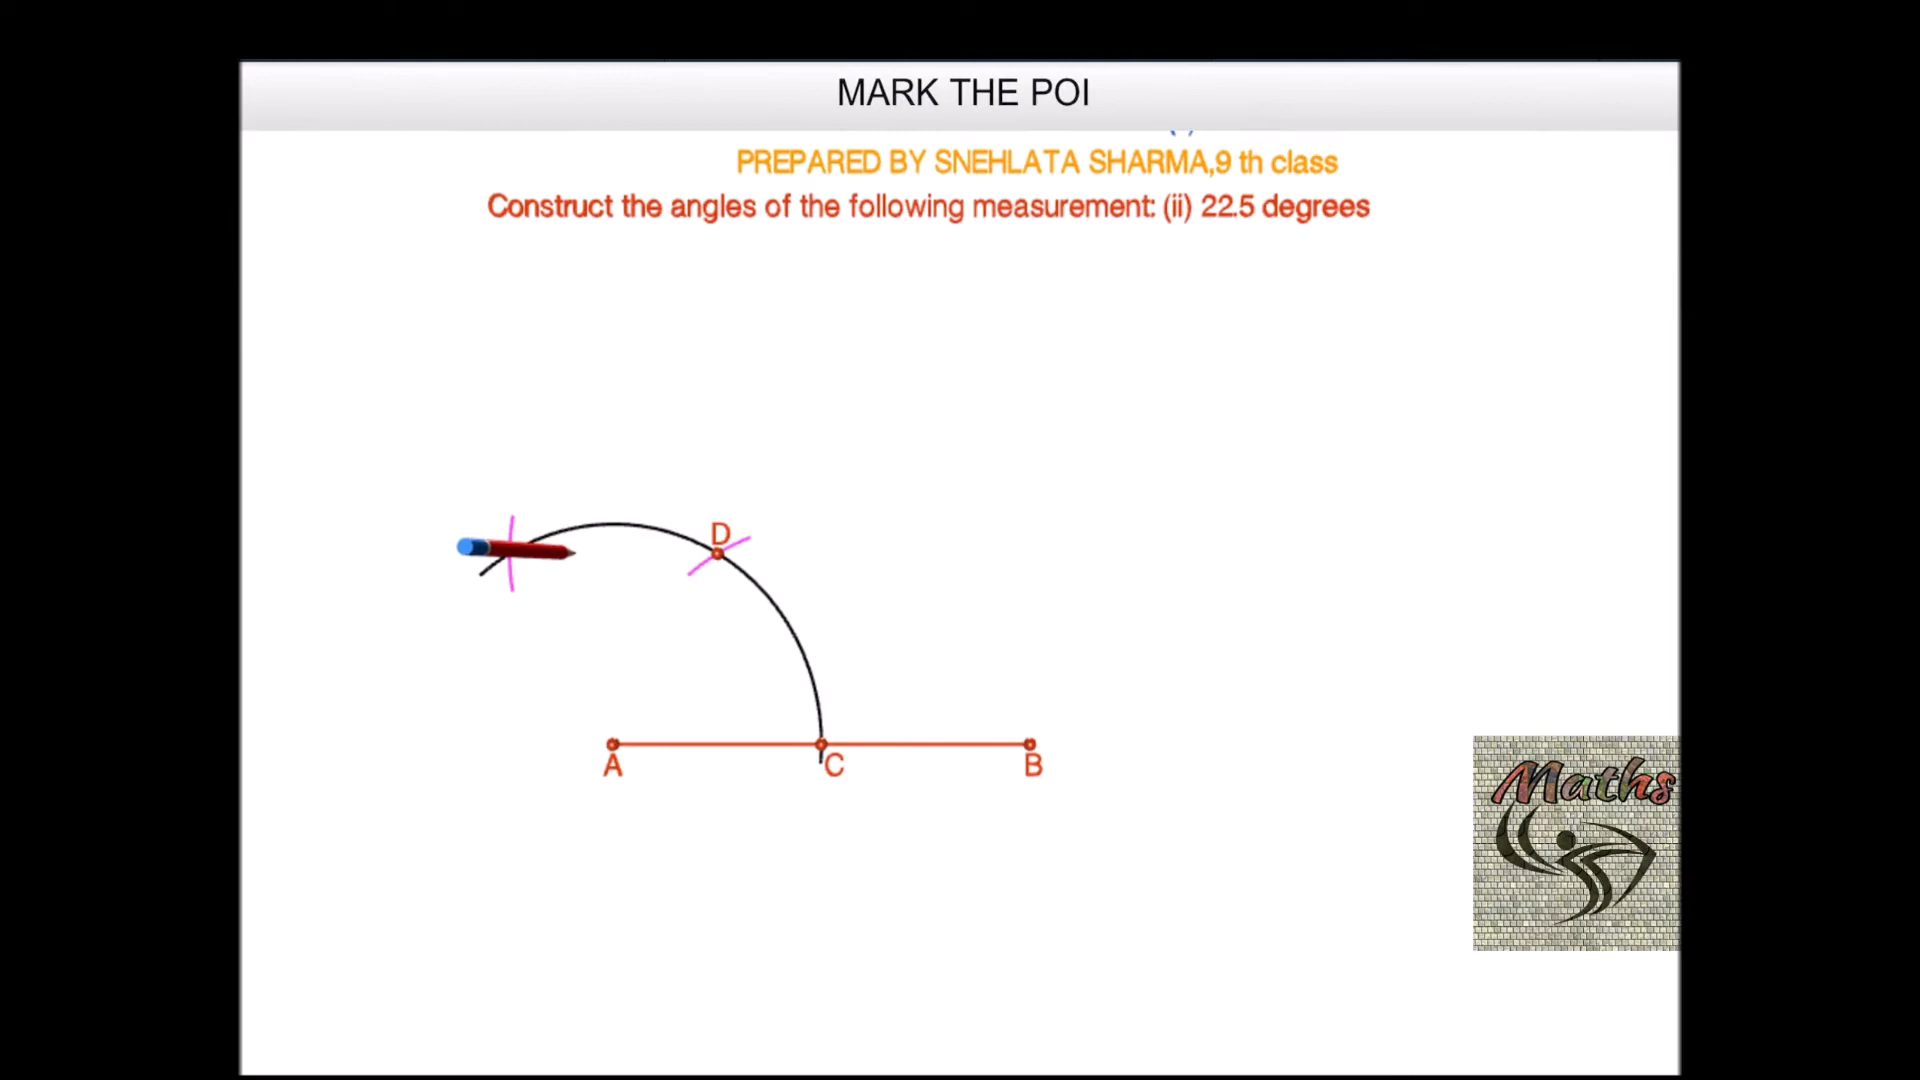 MARK THE POI
PREPARED BY SNEHLATA SHARMA,9 th class
Construct the angles of the following measurement: (ii) 22.5 degrees
D
A
C
B
Maths